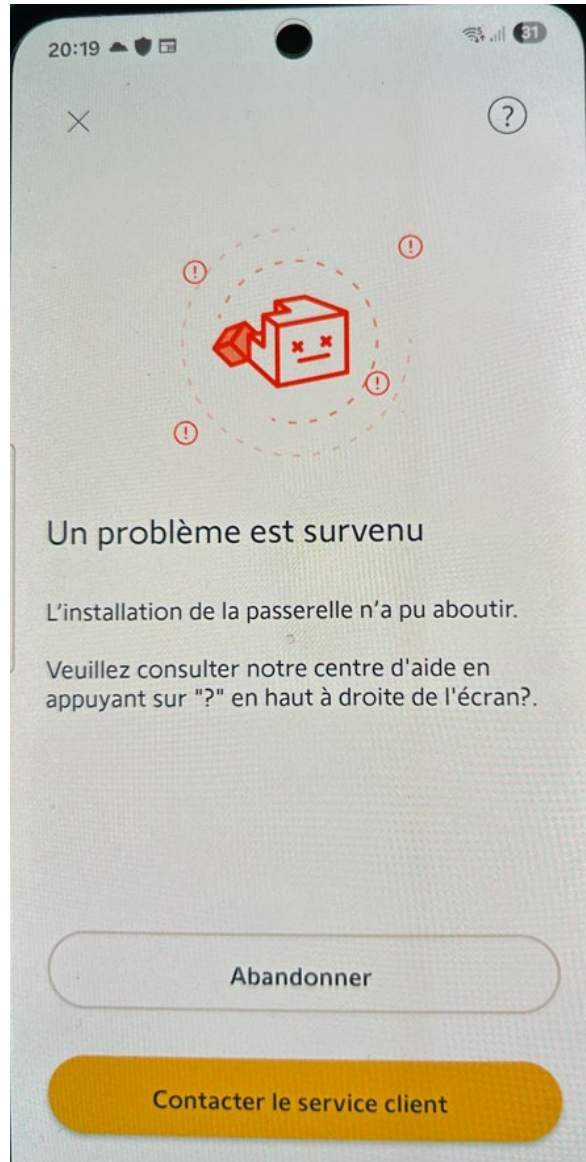 20:19
31
?
Un problème est survenu
L'installation de la passerelle n'a pu aboutir.
Veuillez consulter notre centre d'aide en
appuyant sur "?" en haut à droite de l'écran?.
Abandonner
Contacter le service client